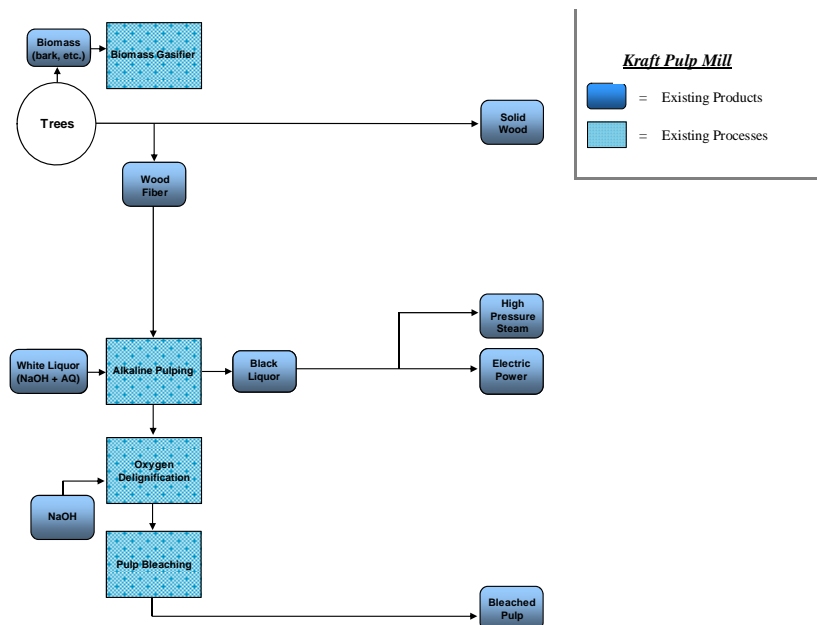 Biomass
(bark, etc.)
Biomass Gasifier
Kraft Pulp Mill
= Existing Products
= Existing Processes
Trees
Solid
Wood
Wood
Fiber
High
Pressure
Steam
White Liquor
(NaOH + AQ)
Alkaline Pulping
Black
Liquor
Electric
Power
Oxygen
Delignification
NaOH
Pulp Bleaching
Bleached
Pulp